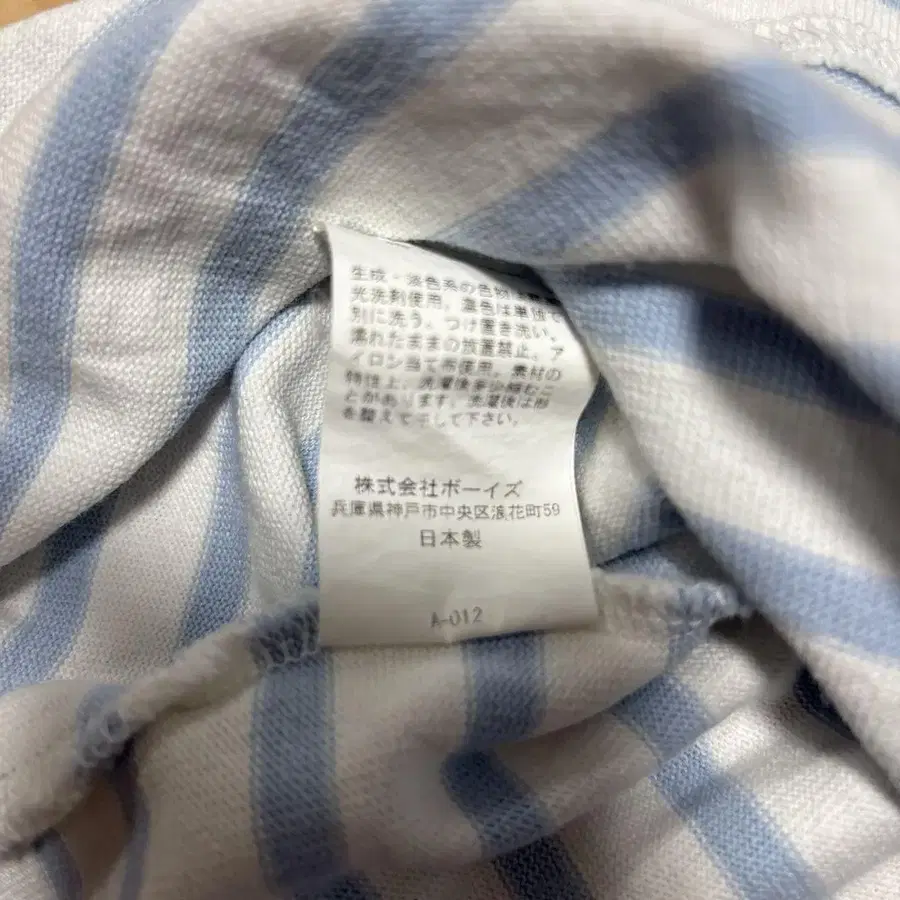 生成・淡色系の色物は
光洗剤使用。濃色は単独で
別に洗う。つけ置き洗い、
濡れたままの放置禁止。ア
イロン当て布使用。素材の
特性上、洗濯後多少縮むこ
とがあります。洗濯後は形
を整えて干して下さい。
株式会社ボーイズ
兵庫県神戸市中央区浪花町59
日本製
A-012